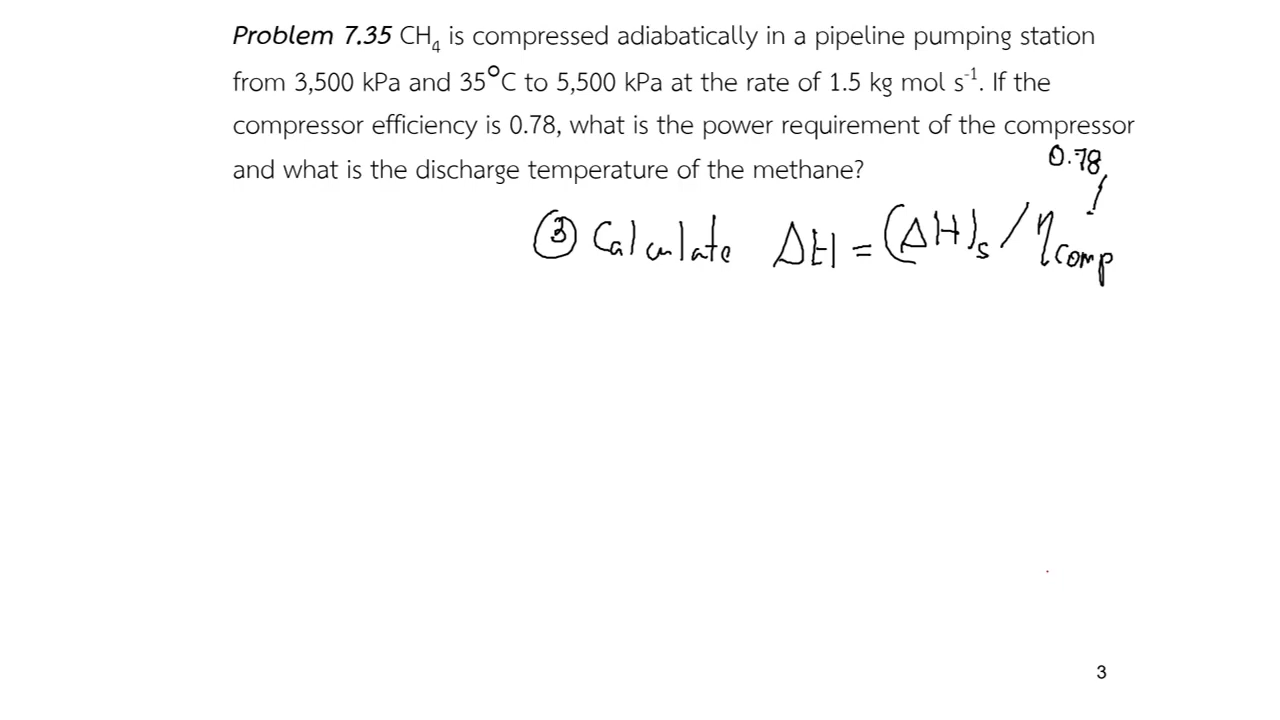 Problem 7.35 CH₄ is compressed adiabatically in a pipeline pumping station
from 3,500 kPa and 35°C to 5,500 kPa at the rate of 1.5 kg mol s⁻¹. If the
compressor efficiency is 0.78, what is the power requirement of the compressor
and what is the discharge temperature of the methane?
0.78
③ Calculate ΔH = (ΔH)ₛ / η comp
3